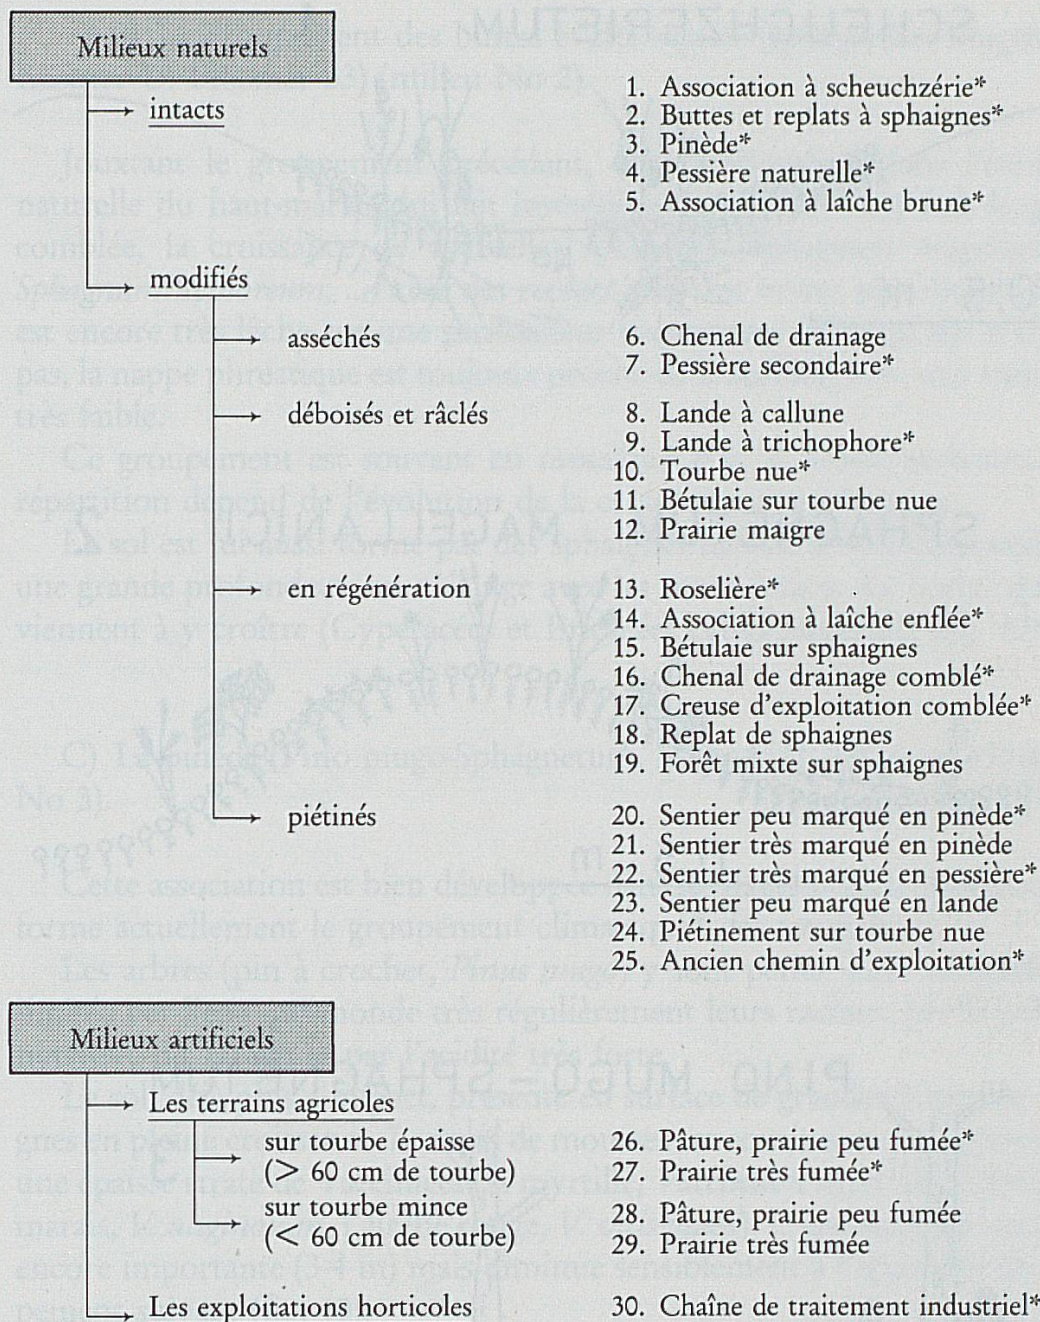 Milieux naturels
→ intacts
1. Association à scheuchzérie*
2. Buttes et replats à sphaignes*
3. Pinède*
4. Pessière naturelle*
5. Association à laîche brune*
→ modifiés
→ asséchés
6. Chenal de drainage
7. Pessière secondaire*
→ déboisés et râclés
8. Lande à callune
9. Lande à trichophore*
10. Tourbe nue*
11. Bétulaie sur tourbe nue
12. Prairie maigre
→ en régénération
13. Roselière*
14. Association à laîche enflée*
15. Bétulaie sur sphaignes
16. Chenal de drainage comblé*
17. Creuse d'exploitation comblée*
18. Replat de sphaignes
19. Forêt mixte sur sphaignes
→ piétinés
20. Sentier peu marqué en pinède*
21. Sentier très marqué en pinède
22. Sentier très marqué en pessière*
23. Sentier peu marqué en lande
24. Piétinement sur tourbe nue
25. Ancien chemin d'exploitation*
Milieux artificiels
→ Les terrains agricoles
→ sur tourbe épaisse
(> 60 cm de tourbe)
26. Pâture, prairie peu fumée*
27. Prairie très fumée*
→ sur tourbe mince
(< 60 cm de tourbe)
28. Pâture, prairie peu fumée
29. Prairie très fumée
→ Les exploitations horticoles
30. Chaîne de traitement industriel*